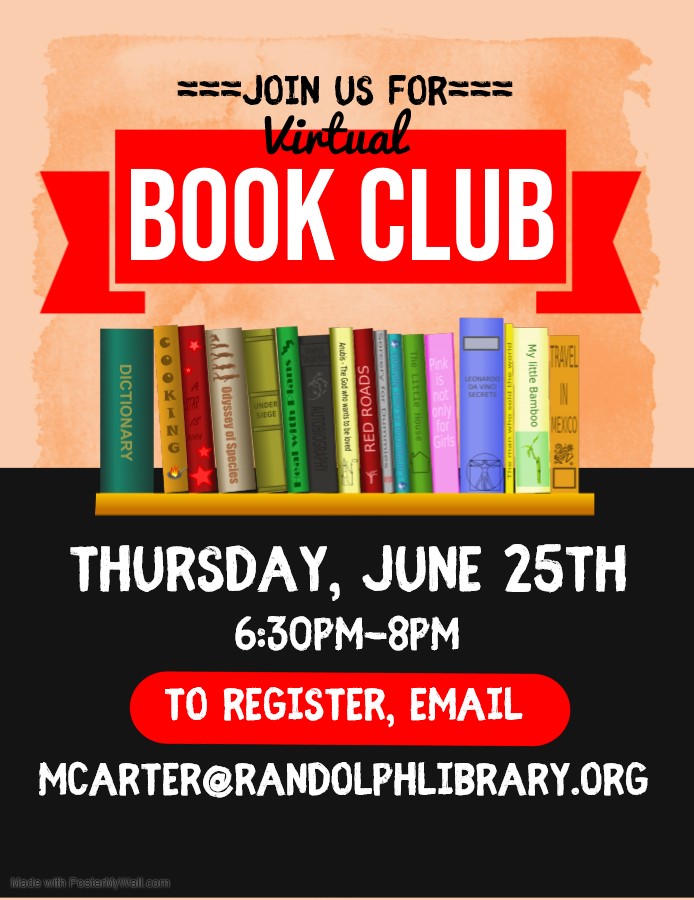 ===JOIN US FOR===
Virtual
BOOK CLUB
DICTIONARY
COOKING
Odyssey of Species
UNDER
SIEGE
Anubis - The God who wants to be loved
RED ROADS
The Little House
Pink
is
not
only
for
Girls
LEONARDO
DA VINCI
SECRETS
My little Bamboo
TRAVEL
IN
MEXICO
THURSDAY, JUNE 25TH
6:30PM-8PM
TO REGISTER, EMAIL
MCARTER@RANDOLPHLIBRARY.ORG
Made with PosterMyWall.com